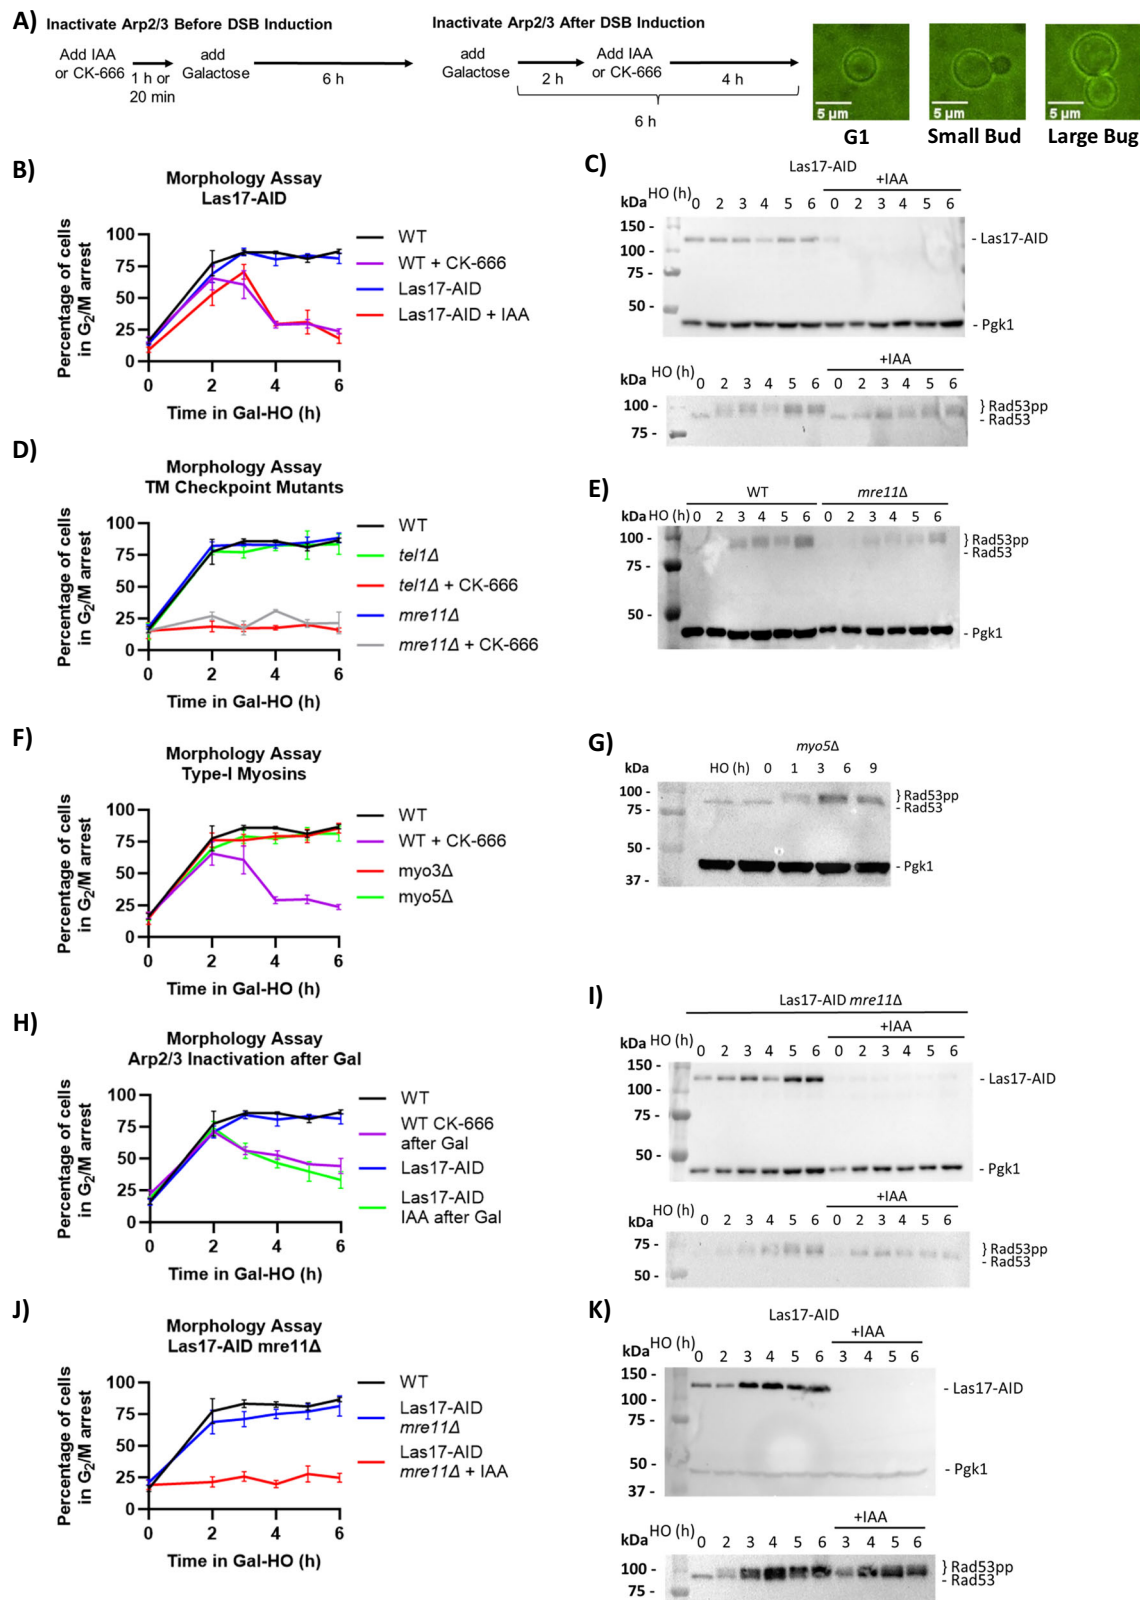 A)
Inactivate Arp2/3 Before DSB Induction
Add IAA
or CK-666
1 h or
20 min
add
Galactose
6 h
Inactivate Arp2/3 After DSB Induction
add
Galactose
2 h
Add IAA
or CK-666
4 h
6 h
5 µm
5 µm
5 µm
G1
Small Bud
Large Bug
B)
Morphology Assay
Las17-AID
Percentage of cells
in G2/M arrest
100
75
50
25
0
0 2 4 6
Time in Gal-HO (h)
WT
WT + CK-666
Las17-AID
Las17-AID + IAA
C)
Las17-AID
+IAA
kDa HO (h) 0 2 3 4 5 6 0 2 3 4 5 6
150 -
100 -
75 -
50 -
- Las17-AID
- Pgk1
+IAA
kDa HO (h) 0 2 3 4 5 6 0 2 3 4 5 6
100 -
75 -
} Rad53pp
- Rad53
D)
Morphology Assay
TM Checkpoint Mutants
Percentage of cells
in G2/M arrest
100
75
50
25
0
0 2 4 6
Time in Gal-HO (h)
WT
tel1Δ
tel1Δ + CK-666
mre11Δ
mre11Δ + CK-666
E)
WT mre11Δ
kDa HO (h) 0 2 3 4 5 6 0 2 3 4 5 6
100 -
75 -
50 -
} Rad53pp
- Rad53
- Pgk1
F)
Morphology Assay
Type-I Myosins
Percentage of cells
in G2/M arrest
100
75
50
25
0
0 2 4 6
Time in Gal-HO (h)
WT
WT + CK-666
myo3Δ
myo5Δ
G)
myo5Δ
kDa HO (h) 0 1 3 6 9
100 -
75 -
50 -
37 -
} Rad53pp
- Rad53
- Pgk1
H)
Morphology Assay
Arp2/3 Inactivation after Gal
Percentage of cells
in G2/M arrest
100
75
50
25
0
0 2 4 6
Time in Gal-HO (h)
WT
WT CK-666
after Gal
Las17-AID
Las17-AID
IAA after Gal
I)
Las17-AID mre11Δ
+IAA
kDa HO (h) 0 2 3 4 5 6 0 2 3 4 5 6
150 -
100 -
75 -
50 -
- Las17-AID
- Pgk1
+IAA
HO (h) 0 2 3 4 5 6 0 2 3 4 5 6
75 -
50 -
} Rad53pp
- Rad53
J)
Morphology Assay
Las17-AID mre11Δ
Percentage of cells
in G2/M arrest
100
75
50
25
0
0 2 4 6
Time in Gal-HO (h)
WT
Las17-AID
mre11Δ
Las17-AID
mre11Δ + IAA
K)
Las17-AID
+IAA
kDa HO (h) 0 2 3 4 5 6 3 4 5 6
150 -
100 -
75 -
50 -
37 -
- Las17-AID
- Pgk1
+IAA
kDa HO (h) 0 2 3 4 5 6 3 4 5 6
100 -
75 -
} Rad53pp
- Rad53